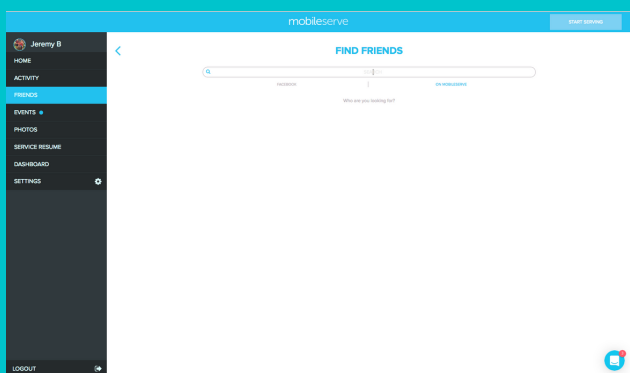 mobileserve
START SERVING
Jeremy B
HOME
ACTIVITY
FRIENDS
EVENTS
PHOTOS
SERVICE RESUME
DASHBOARD
SETTINGS
LOGOUT
FIND FRIENDS
FACEBOOK
ON MOBILESERVE
Who are you looking for?